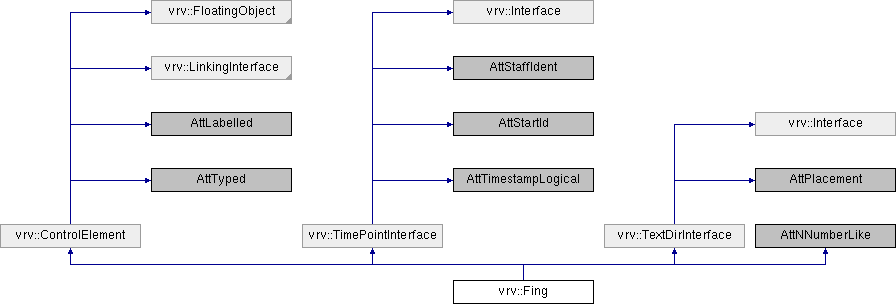 vrv::FloatingObject
vrv::Interface
vrv::LinkingInterface
AttStaffIdent
AttLabelled
AttStartId
vrv::Interface
AttTyped
AttTimestampLogical
AttPlacement
vrv::ControlElement
vrv::TimePointInterface
vrv::TextDirInterface
AttNNumberLike
vrv::Fing